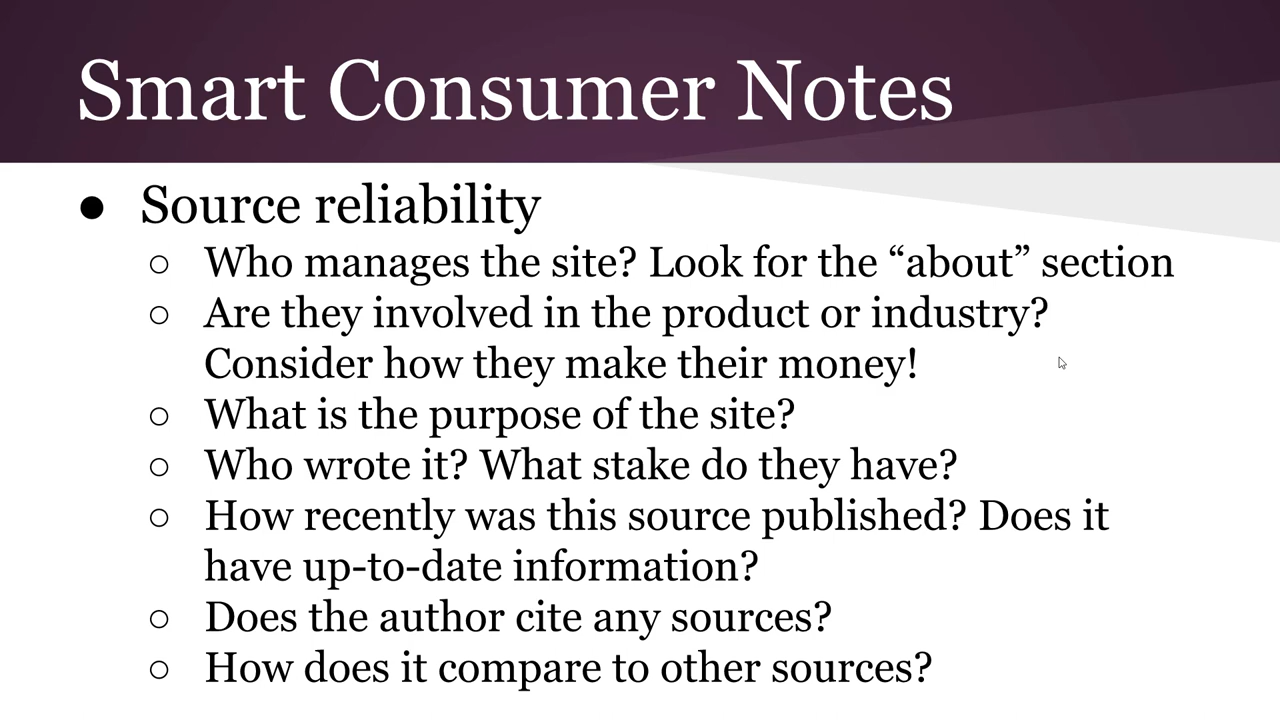 Smart Consumer Notes
● Source reliability
○ Who manages the site? Look for the “about” section
○ Are they involved in the product or industry?
Consider how they make their money!
○ What is the purpose of the site?
○ Who wrote it? What stake do they have?
○ How recently was this source published? Does it
have up-to-date information?
○ Does the author cite any sources?
○ How does it compare to other sources?